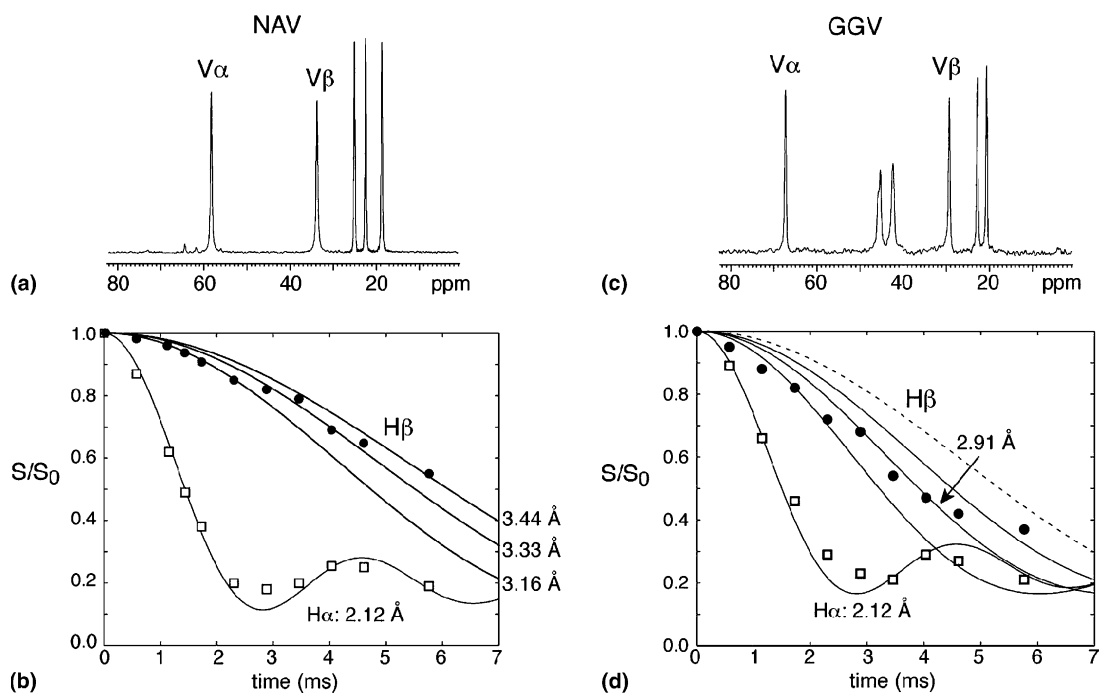 NAV
Vα
Vβ
80 60 40 20 ppm
(a)
GGV
Vα
Vβ
80 60 40 20 ppm
(c)
1.0
0.8
0.6
0.4
0.2
0.0
S/S0
Hβ
3.44 Å
3.33 Å
3.16 Å
Hα: 2.12 Å
0 1 2 3 4 5 6 7
time (ms)
(b)
1.0
0.8
0.6
0.4
0.2
0.0
S/S0
Hβ
2.91 Å
Hα: 2.12 Å
0 1 2 3 4 5 6 7
time (ms)
(d)